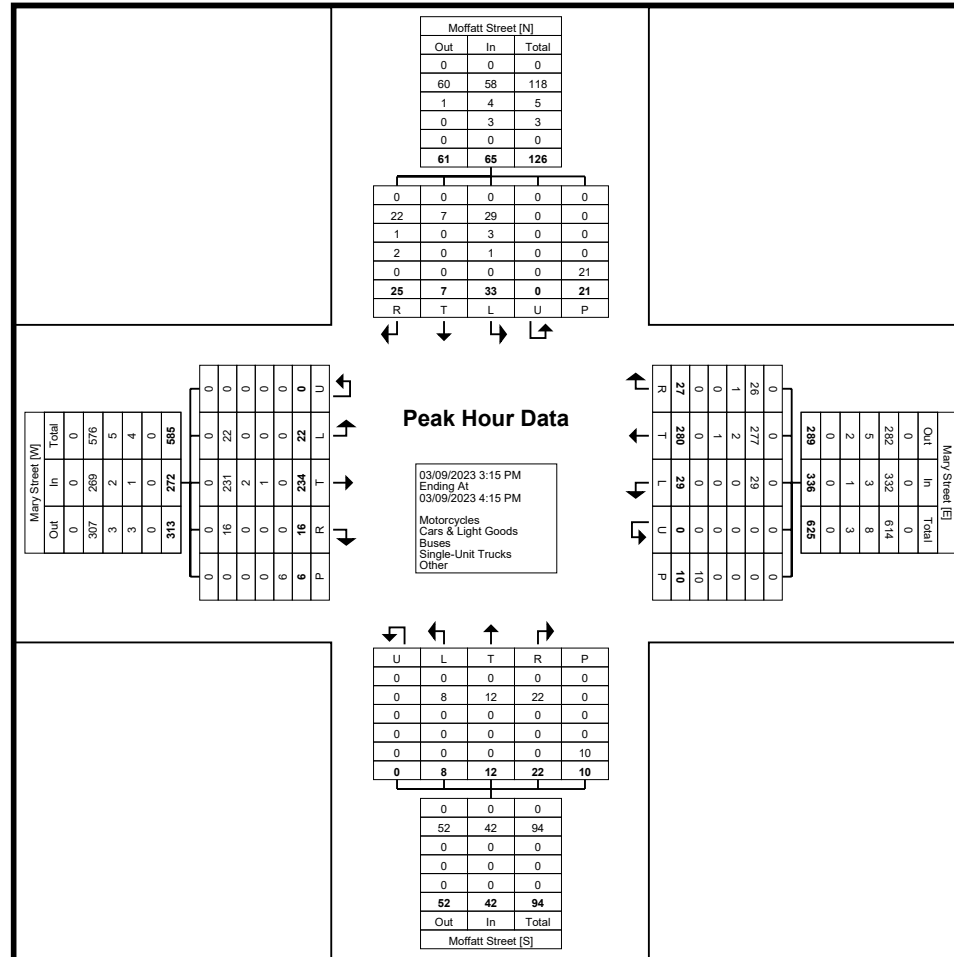 Moffatt Street [N]
Out In Total
0 0 0
60 58 118
1 4 5
0 3 3
0 0 0
61 65 126
0 0 0 0 0
22 7 29 0 0
1 0 3 0 0
2 0 1 0 0
0 0 0 0 21
25 7 33 0 21
R T L U P
Mary Street [W]
Out In Total
0 0 0
307 269 576
3 2 5
3 1 4
0 0 0
313 272 585
0 0 0 0 0
0 16 231 22 0
0 0 2 0 0
0 0 1 0 0
6 0 0 0 0
6 16 234 22 0
P R T L U
Peak Hour Data
03/09/2023 3:15 PM
Ending At
03/09/2023 4:15 PM
Motorcycles
Cars & Light Goods
Buses
Single-Unit Trucks
Other
Mary Street [E]
Out In Total
0 0 0
282 332 614
5 3 8
2 1 3
0 0 0
289 336 625
0 0 0 0 0
26 277 29 0 0
1 2 0 0 0
0 1 0 0 0
0 0 0 0 10
27 280 29 0 10
R T L U P
U L T R P
0 0 0 0 0
0 8 12 22 0
0 0 0 0 0
0 0 0 0 0
0 0 0 0 10
0 8 12 22 10
0 0 0
52 42 94
0 0 0
0 0 0
0 0 0
52 42 94
Out In Total
Moffatt Street [S]